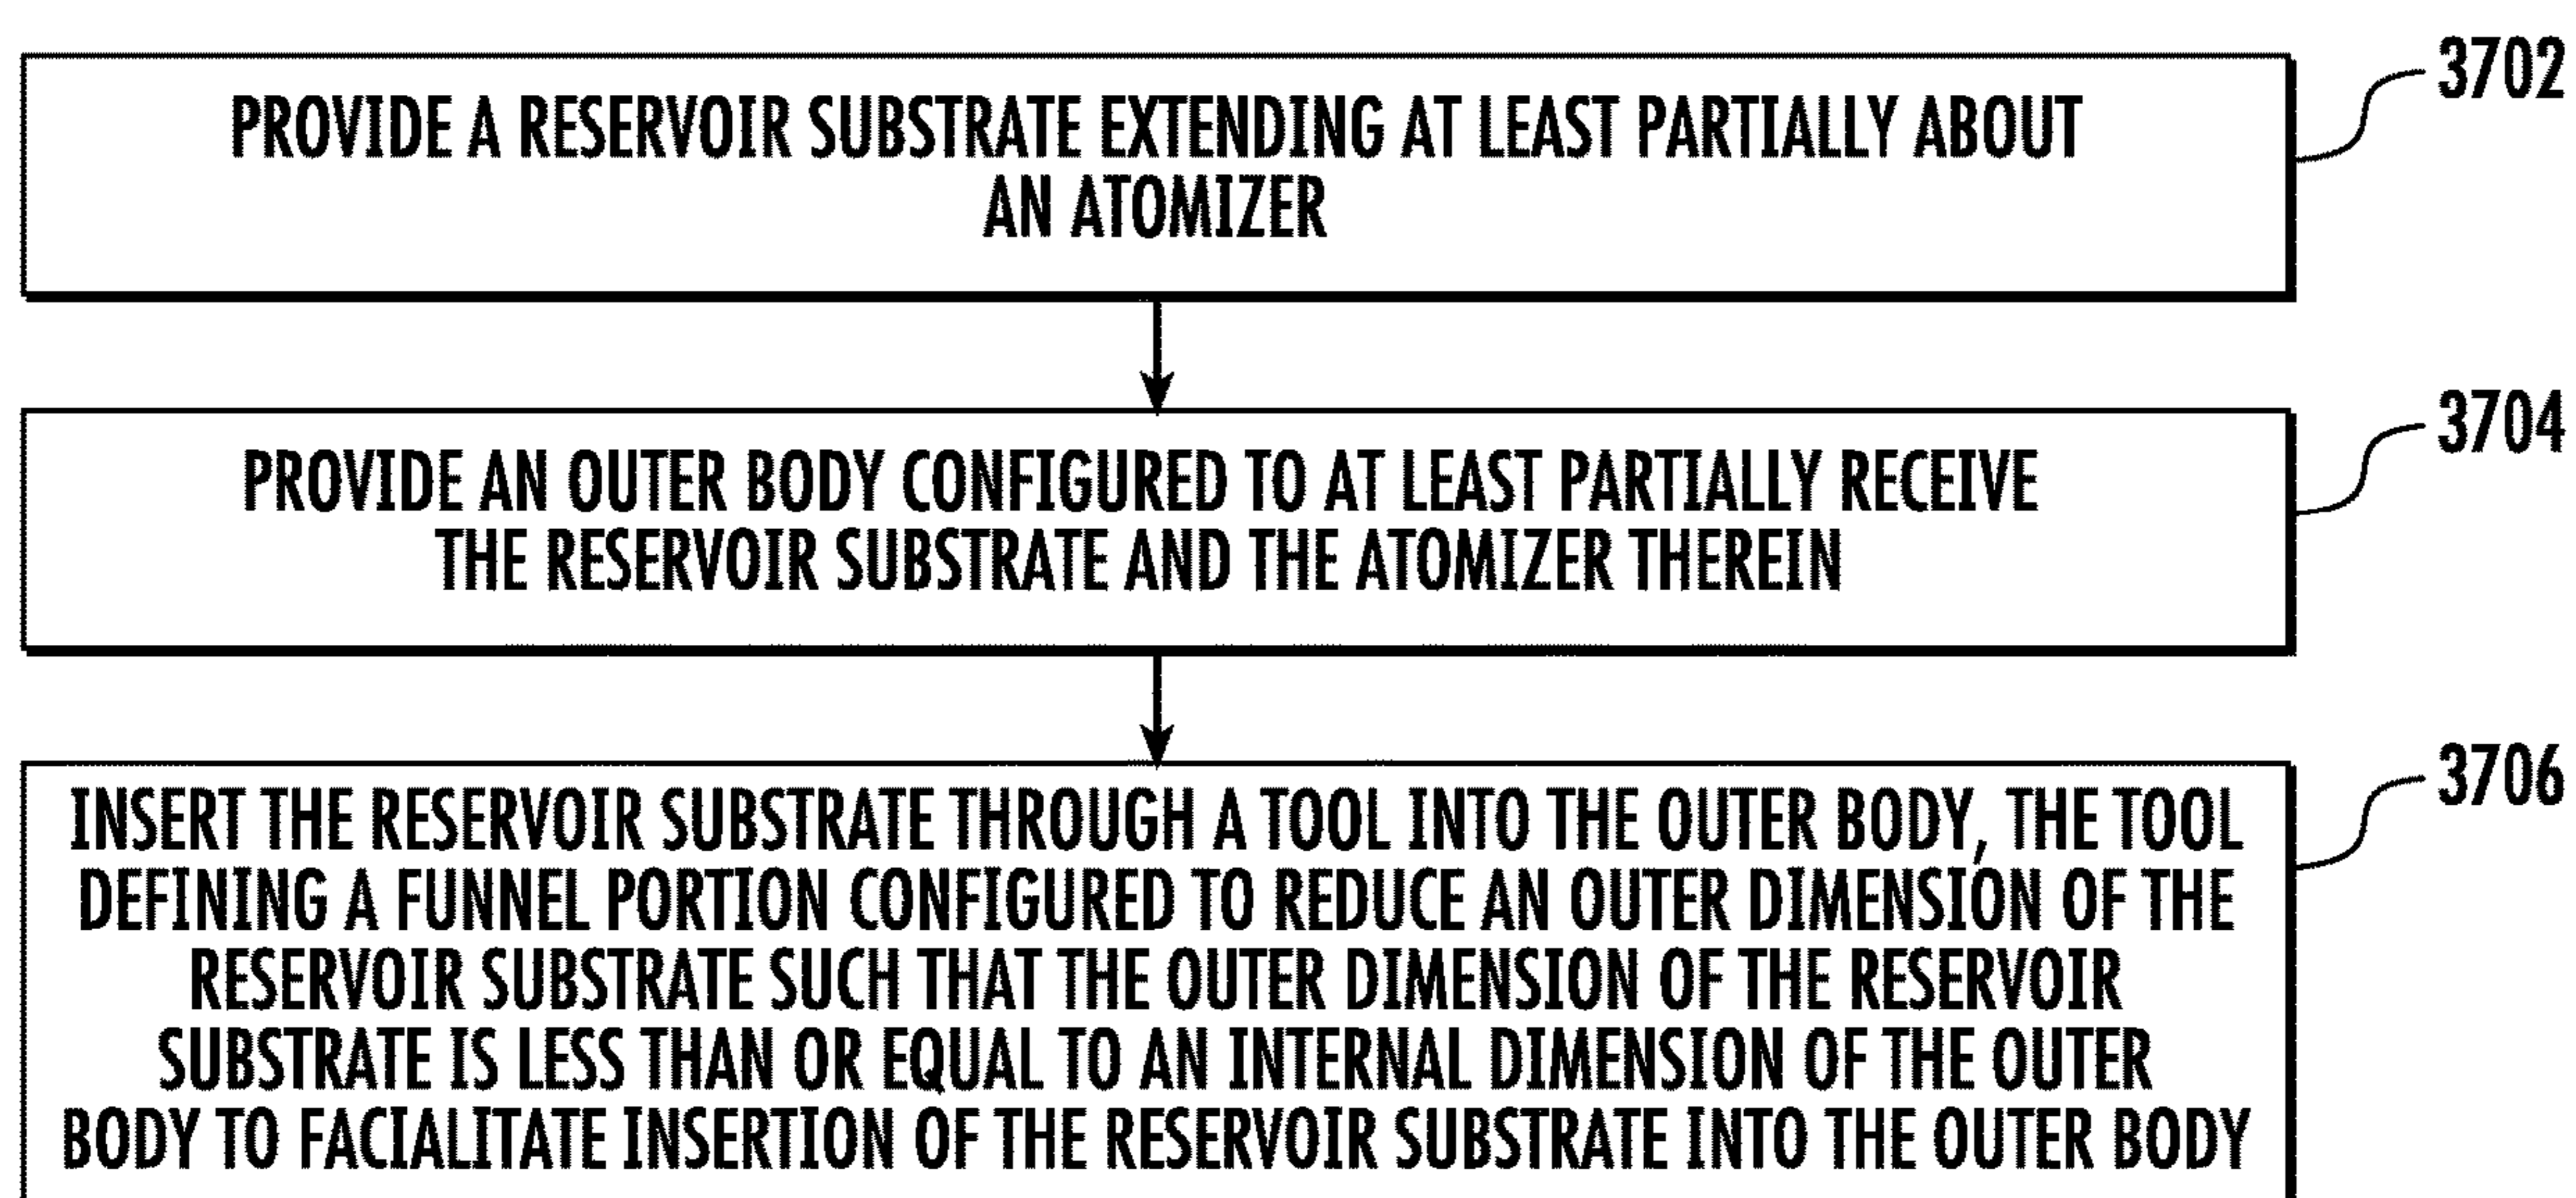 PROVIDE A RESERVOIR SUBSTRATE EXTENDING AT LEAST PARTIALLY ABOUT
AN ATOMIZER
3702
PROVIDE AN OUTER BODY CONFIGURED TO AT LEAST PARTIALLY RECEIVE
THE RESERVOIR SUBSTRATE AND THE ATOMIZER THEREIN
3704
INSERT THE RESERVOIR SUBSTRATE THROUGH A TOOL INTO THE OUTER BODY, THE TOOL
DEFINING A FUNNEL PORTION CONFIGURED TO REDUCE AN OUTER DIMENSION OF THE
RESERVOIR SUBSTRATE SUCH THAT THE OUTER DIMENSION OF THE RESERVOIR
SUBSTRATE IS LESS THAN OR EQUAL TO AN INTERNAL DIMENSION OF THE OUTER
BODY TO FACIALITATE INSERTION OF THE RESERVOIR SUBSTRATE INTO THE OUTER BODY
3706